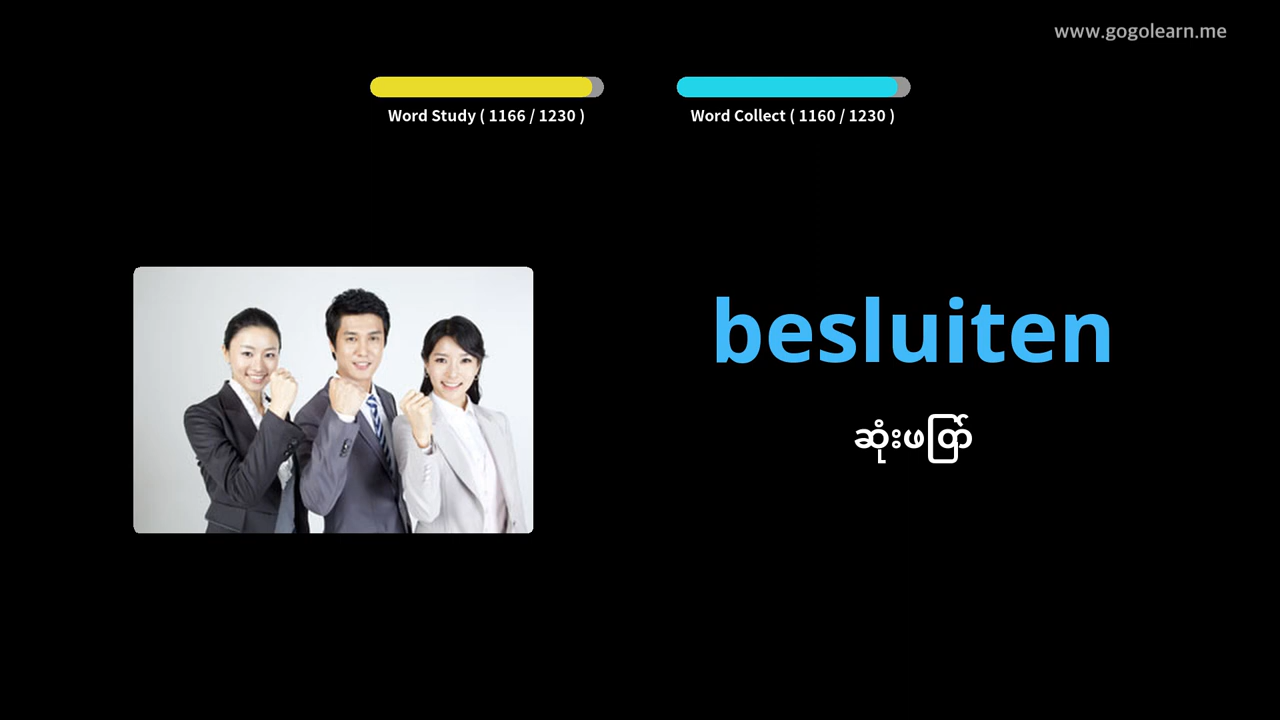 www.gogolearn.me
Word Study ( 1166 / 1230 )
Word Collect ( 1160 / 1230 )
besluiten
ဆုံးဖြတ်